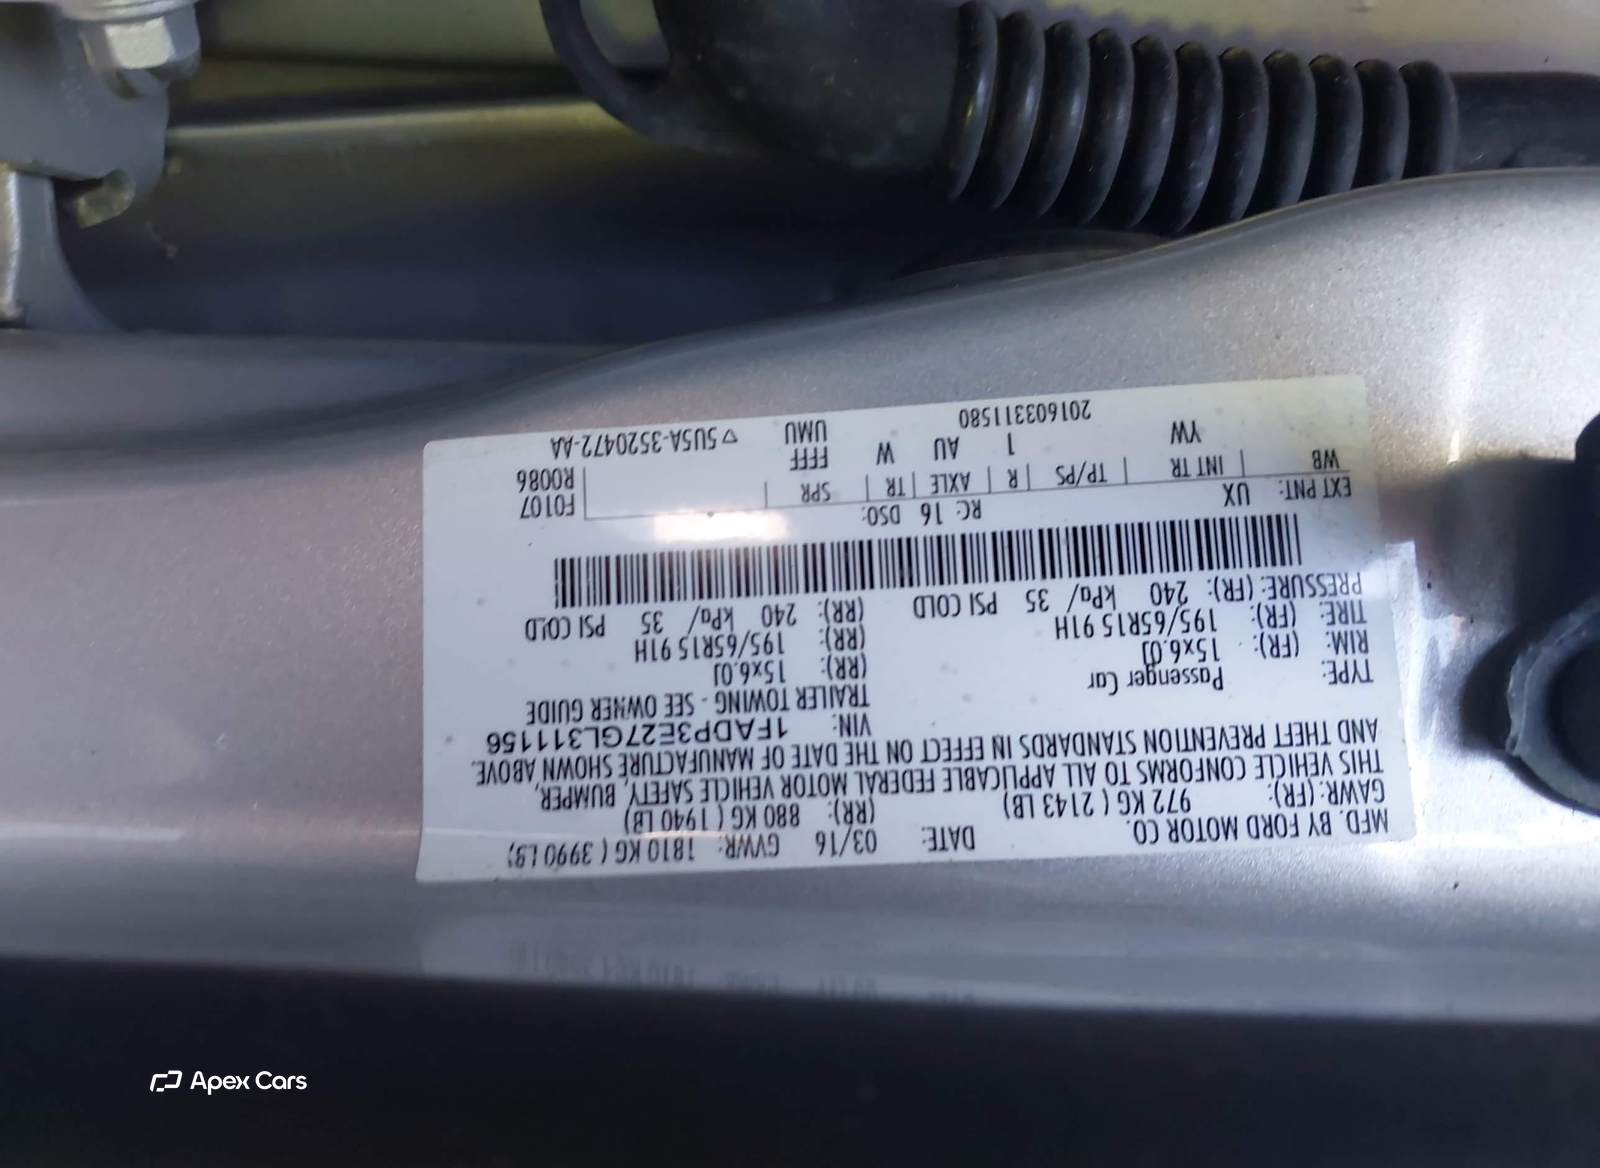 MFD. BY FORD MOTOR CO. DATE: 03/16 GVWR: 1810 KG ( 3990 LB)
GAWR: (FR): 972 KG ( 2143 LB) (RR): 880 KG ( 1940 LB)
THIS VEHICLE CONFORMS TO ALL APPLICABLE FEDERAL MOTOR VEHICLE SAFETY, BUMPER,
AND THEFT PREVENTION STANDARDS IN EFFECT ON THE DATE OF MANUFACTURE SHOWN ABOVE.
VIN: 1FADP3E27GL311156
TYPE: Passenger Car TRAILER TOWING - SEE OWNER GUIDE
RIM: (FR): 15x6.0J (RR): 15x6.0J
TIRE: (FR): 195/65R15 91H (RR): 195/65R15 91H
PRESSURE: (FR): 240 kPa/ 35 PSI COLD (RR): 240 kPa/ 35 PSI COLD
EXT PNT: UX RC: 16 DSO: F0107
WB | INT TR | TP/PS | R | AXLE | TR | SPR R0086
YW 1 AU W FFFF
UMU ▽5U5A-3520472-AA
201603311580
Apex Cars